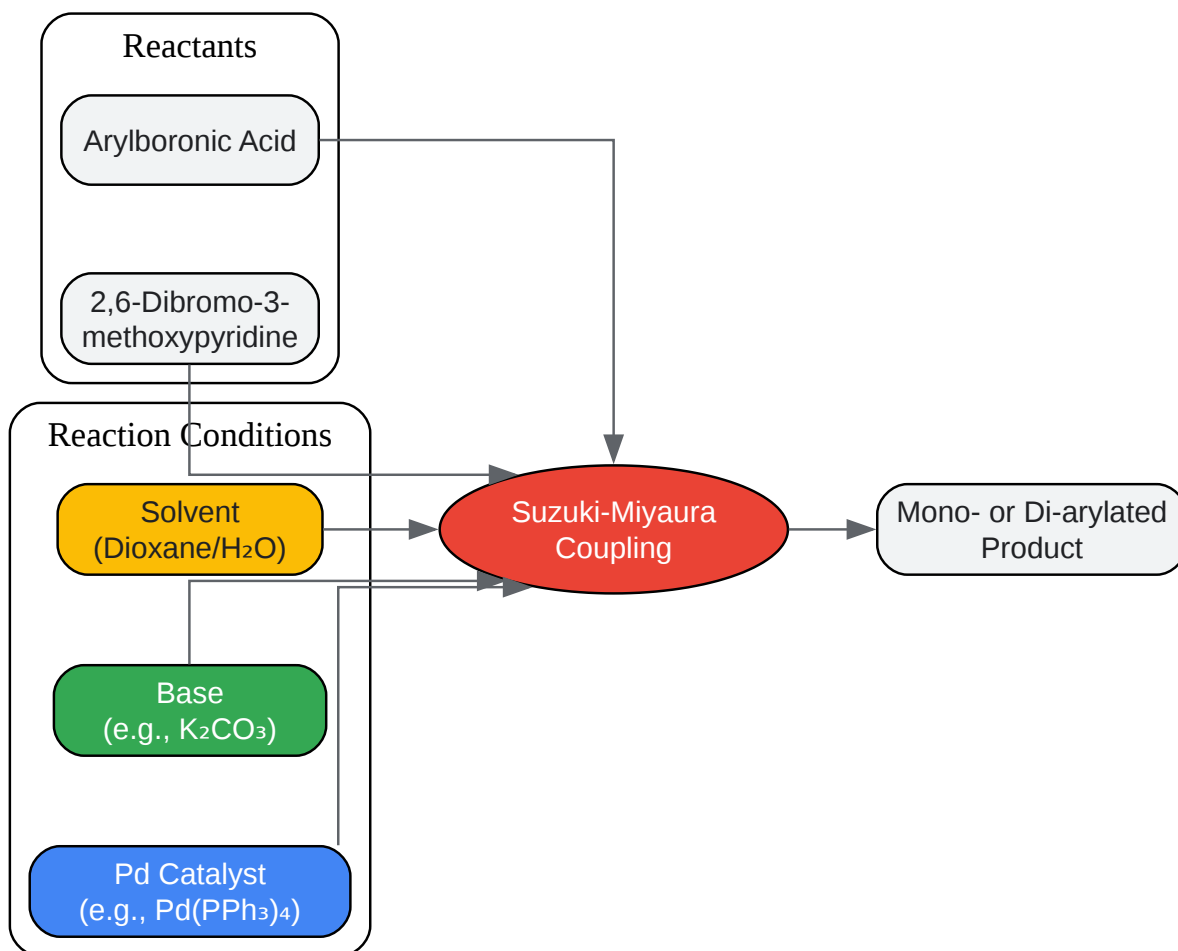 Reactants
Arylboronic Acid
2,6-Dibromo-3-
methoxypyridine
Reaction Conditions
Solvent
(Dioxane/H₂O)
Suzuki-Miyaura
Coupling
Mono- or Di-arylated
Product
Base
(e.g., K₂CO₃)
Pd Catalyst
(e.g., Pd(PPh₃)₄)